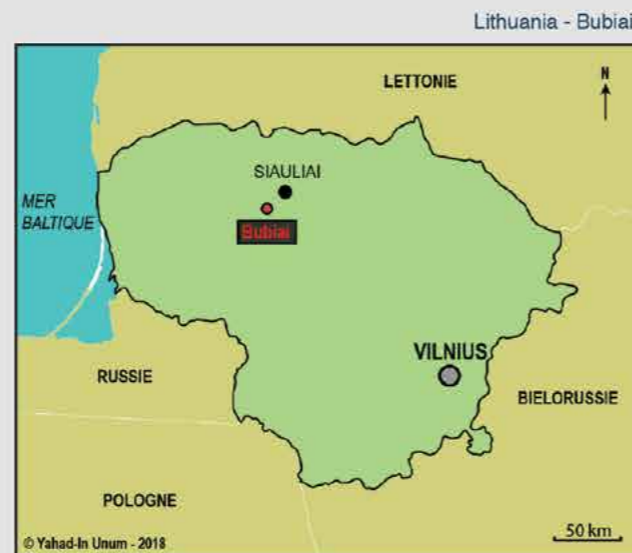 Lithuania - Bubiai
LETTONIE
N
SIAULIAI
MER
BALTIQUE
Bubiai
VILNIUS
RUSSIE
BIELORUSSIE
POLOGNE
50 km
© Yahad-In Unum - 2018